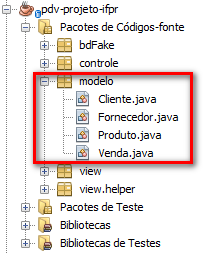 pdv-projeto-ifpr
Pacotes de Códigos-fonte
bdFake
controle
modelo
Cliente.java
Fornecedor.java
Produto.java
Venda.java
view
view.helper
Pacotes de Teste
Bibliotecas
Bibliotecas de Testes